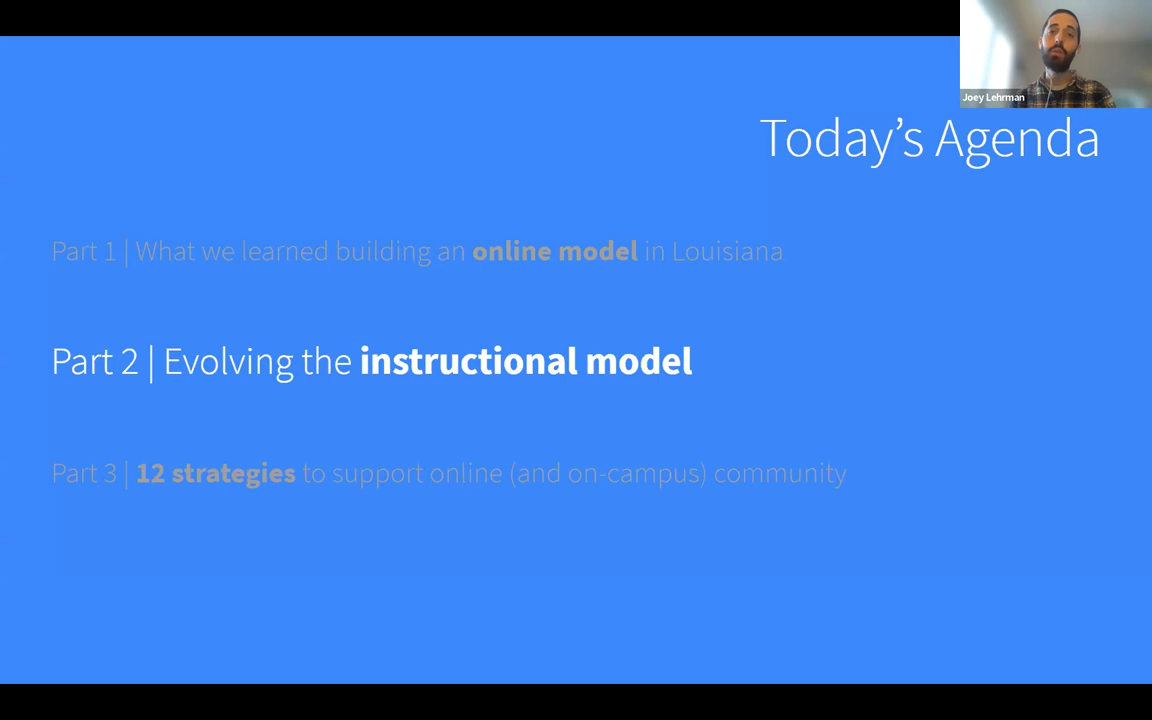 Joey Lehrman
Today’s Agenda
Part 1 | What we learned building an online model in Louisiana
Part 2 | Evolving the instructional model
Part 3 | 12 strategies to support online (and on-campus) community